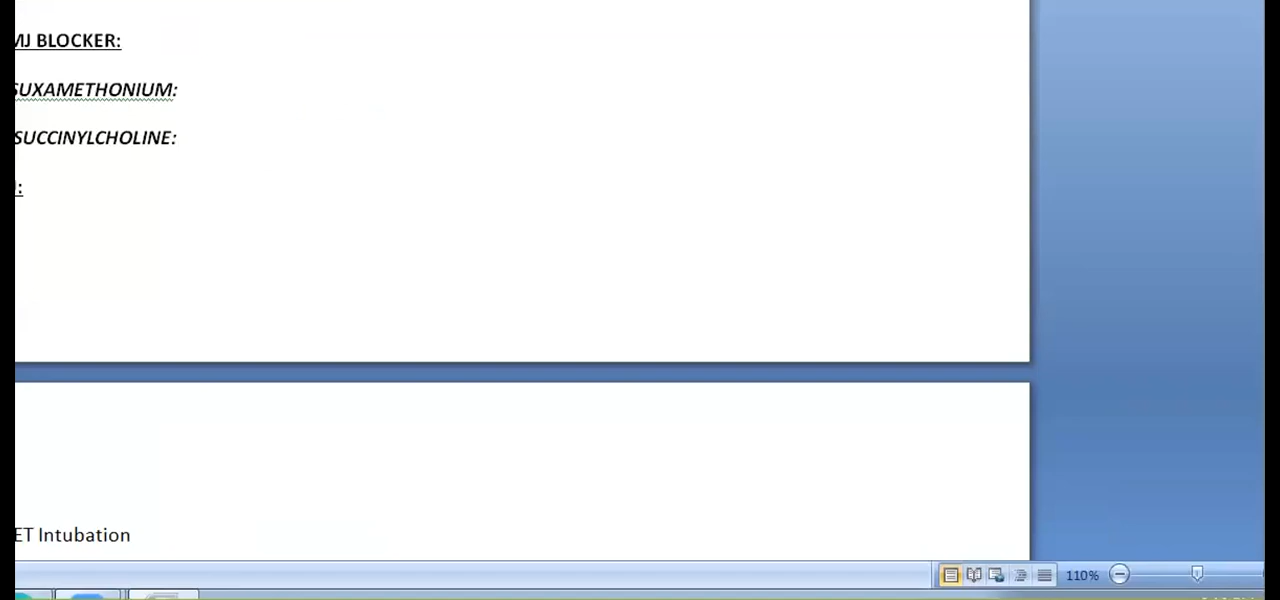 MJ BLOCKER:
SUXAMETHONIUM:
SUCCINYLCHOLINE:
:
ET Intubation
110%